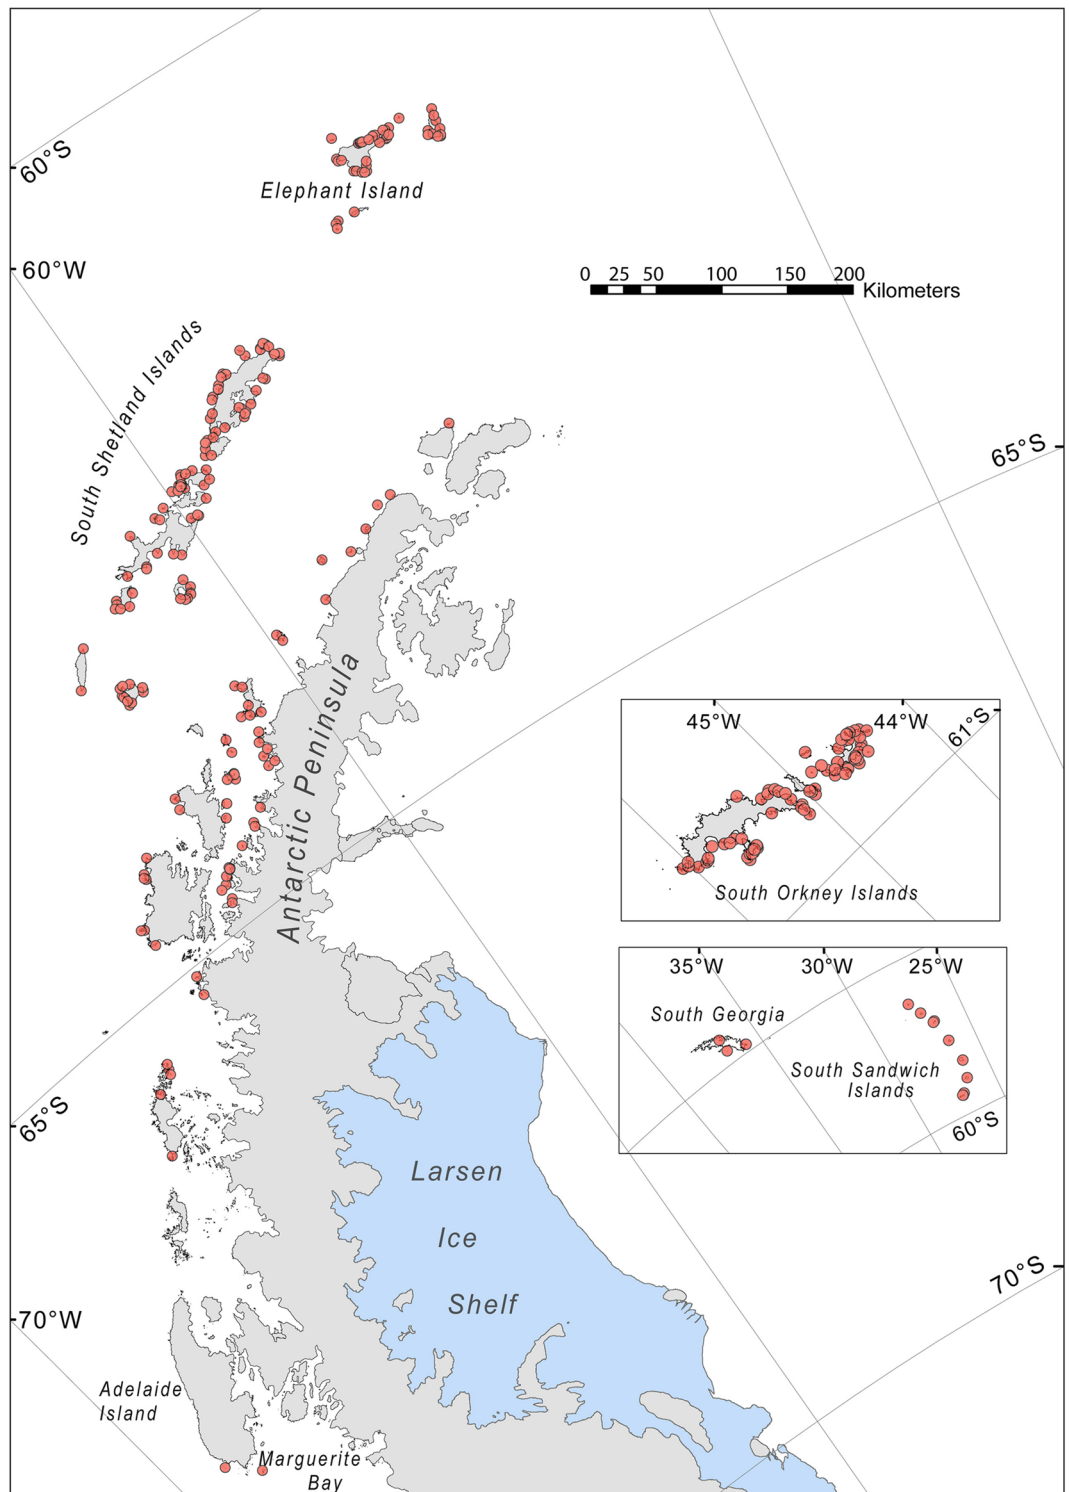 60°S
Elephant Island
60°W
0 25 50 100 150 200
Kilometers
South Shetland Islands
65°S
Antarctic Peninsula
45°W
44°W
61°S
South Orkney Islands
35°W
30°W
25°W
South Georgia
South Sandwich
Islands
60°S
65°S
Larsen
Ice
Shelf
70°S
70°W
Adelaide
Island
Marguerite
Bay